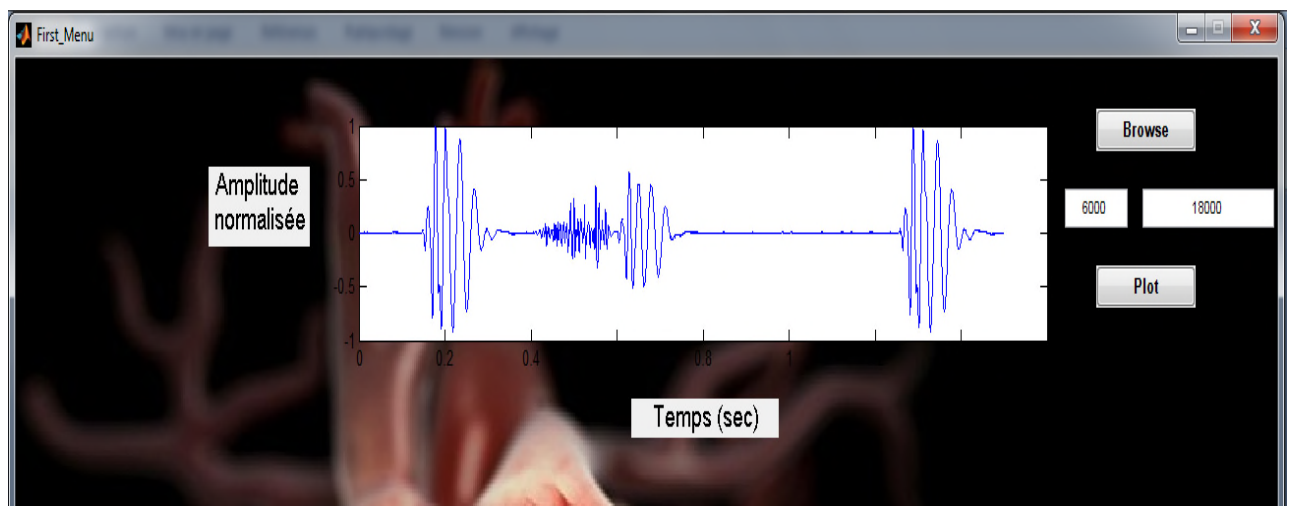 First_Menu
Browse
6000
18000
Plot
Amplitude
normalisée
1
0.5
0
-0.5
-1
0
0.2
0.4
0.8
1
Temps (sec)